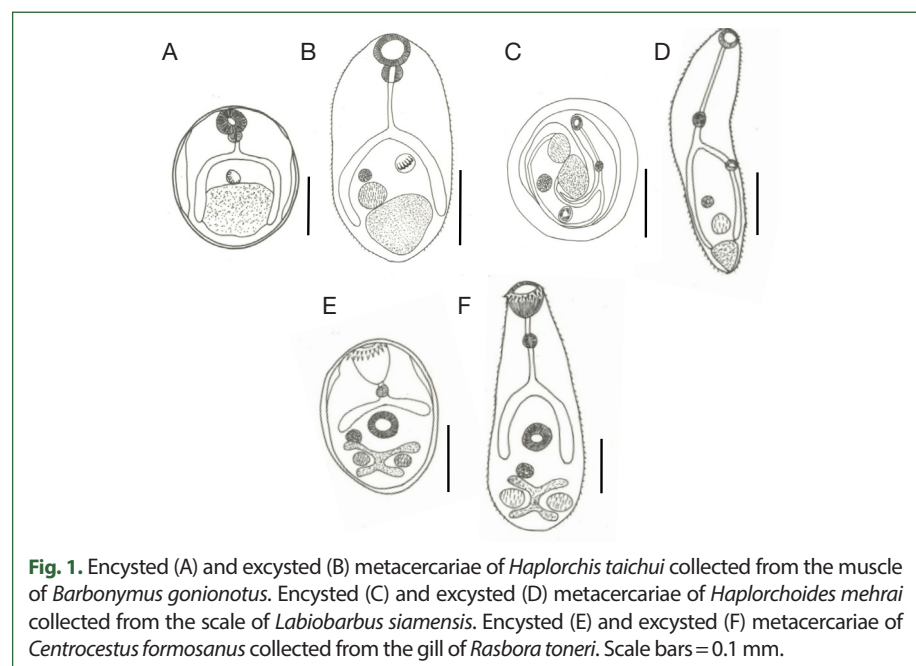 A
B
C
D
E
F
Fig. 1. Encysted (A) and excysted (B) metacercariae of Haplorchis taichui collected from the muscle
of Barbonymus gonionotus. Encysted (C) and excysted (D) metacercariae of Haplorchoides mehrai
collected from the scale of Labiobarbus siamensis. Encysted (E) and excysted (F) metacercariae of
Centrocestus formosanus collected from the gill of Rasbora toneri. Scale bars=0.1 mm.